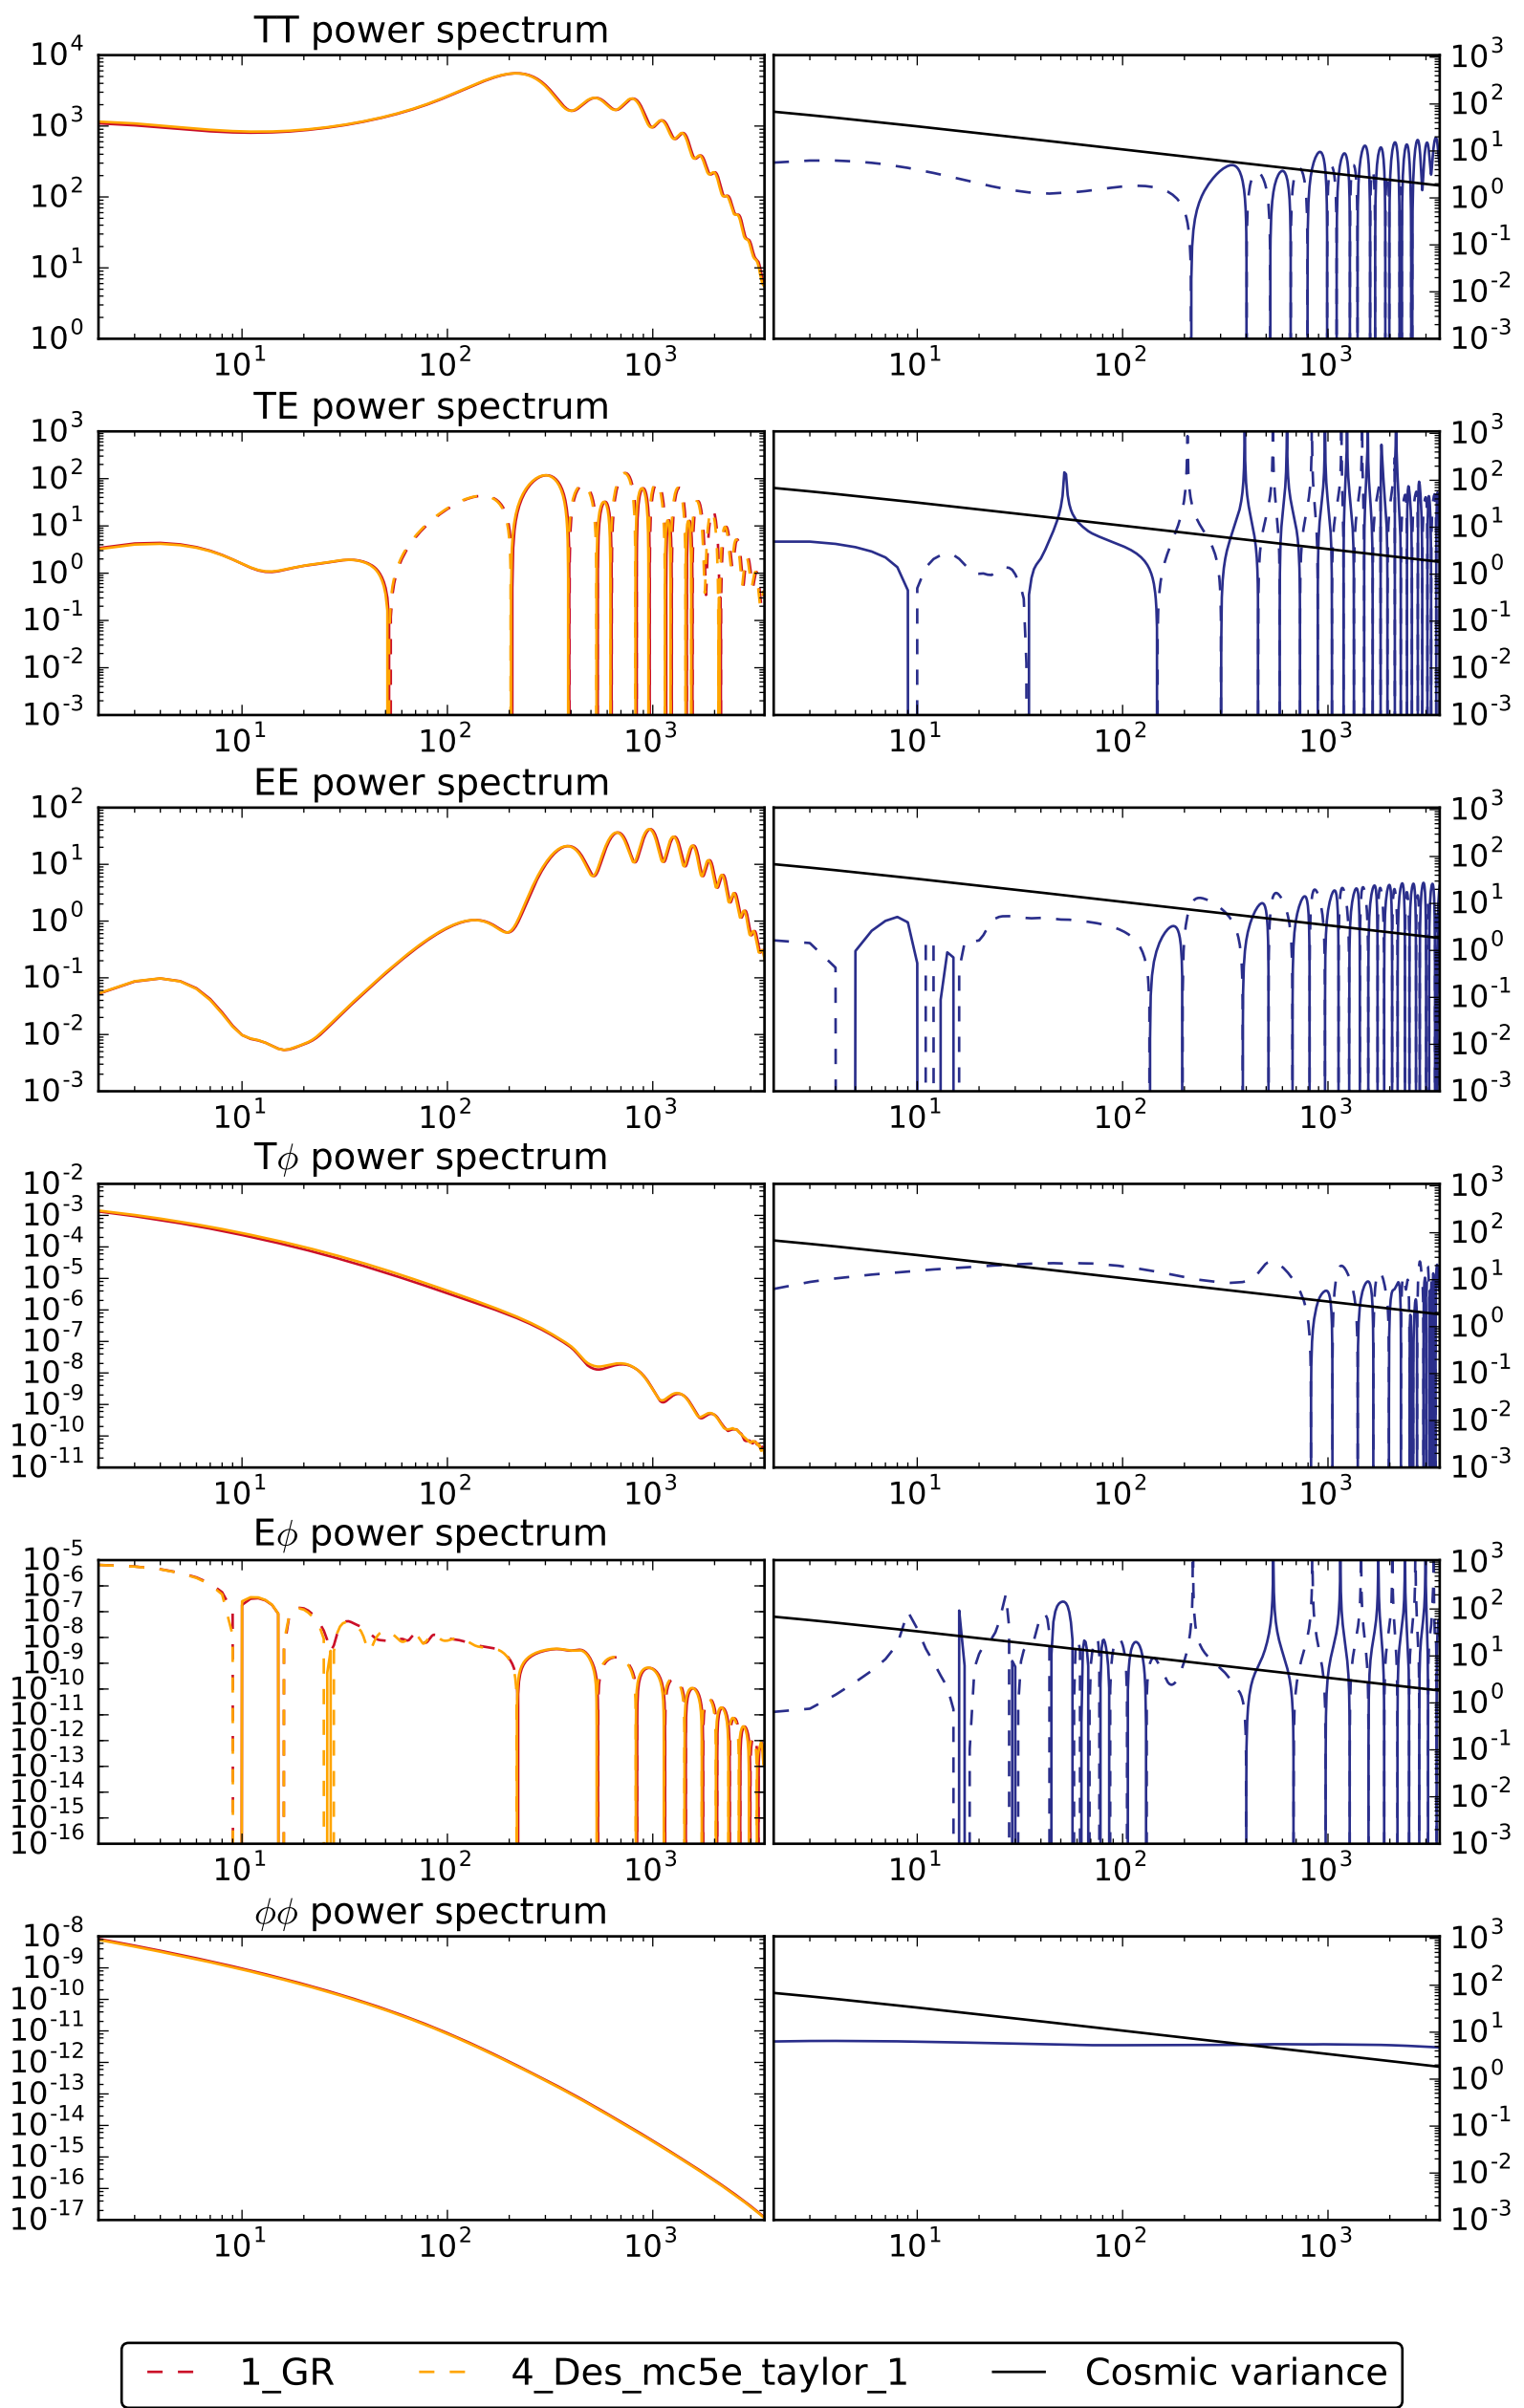 TT power spectrum
10^4 10^3 10^2 10^1 10^0
10^3 10^2 10^1 10^0 10^-1 10^-2 10^-3
10^1 10^2 10^3 10^1 10^2 10^3
TE power spectrum
10^3 10^2 10^1 10^0 10^-1 10^-2 10^-3
10^3 10^2 10^1 10^0 10^-1 10^-2 10^-3
10^1 10^2 10^3 10^1 10^2 10^3
EE power spectrum
10^2 10^1 10^0 10^-1 10^-2 10^-3
10^3 10^2 10^1 10^0 10^-1 10^-2 10^-3
10^1 10^2 10^3 10^1 10^2 10^3
Tϕ power spectrum
10^-2 10^-3 10^-4 10^-5 10^-6 10^-7 10^-8 10^-9 10^-10 10^-11
10^3 10^2 10^1 10^0 10^-1 10^-2 10^-3
10^1 10^2 10^3 10^1 10^2 10^3
Eϕ power spectrum
10^-5 10^-6 10^-7 10^-8 10^-9 10^-10 10^-11 10^-12 10^-13 10^-14 10^-15 10^-16
10^3 10^2 10^1 10^0 10^-1 10^-2 10^-3
10^1 10^2 10^3 10^1 10^2 10^3
ϕϕ power spectrum
10^-8 10^-9 10^-10 10^-11 10^-12 10^-13 10^-14 10^-15 10^-16 10^-17
10^3 10^2 10^1 10^0 10^-1 10^-2 10^-3
10^1 10^2 10^3 10^1 10^2 10^3
1_GR 4_Des_mc5e_taylor_1 Cosmic variance